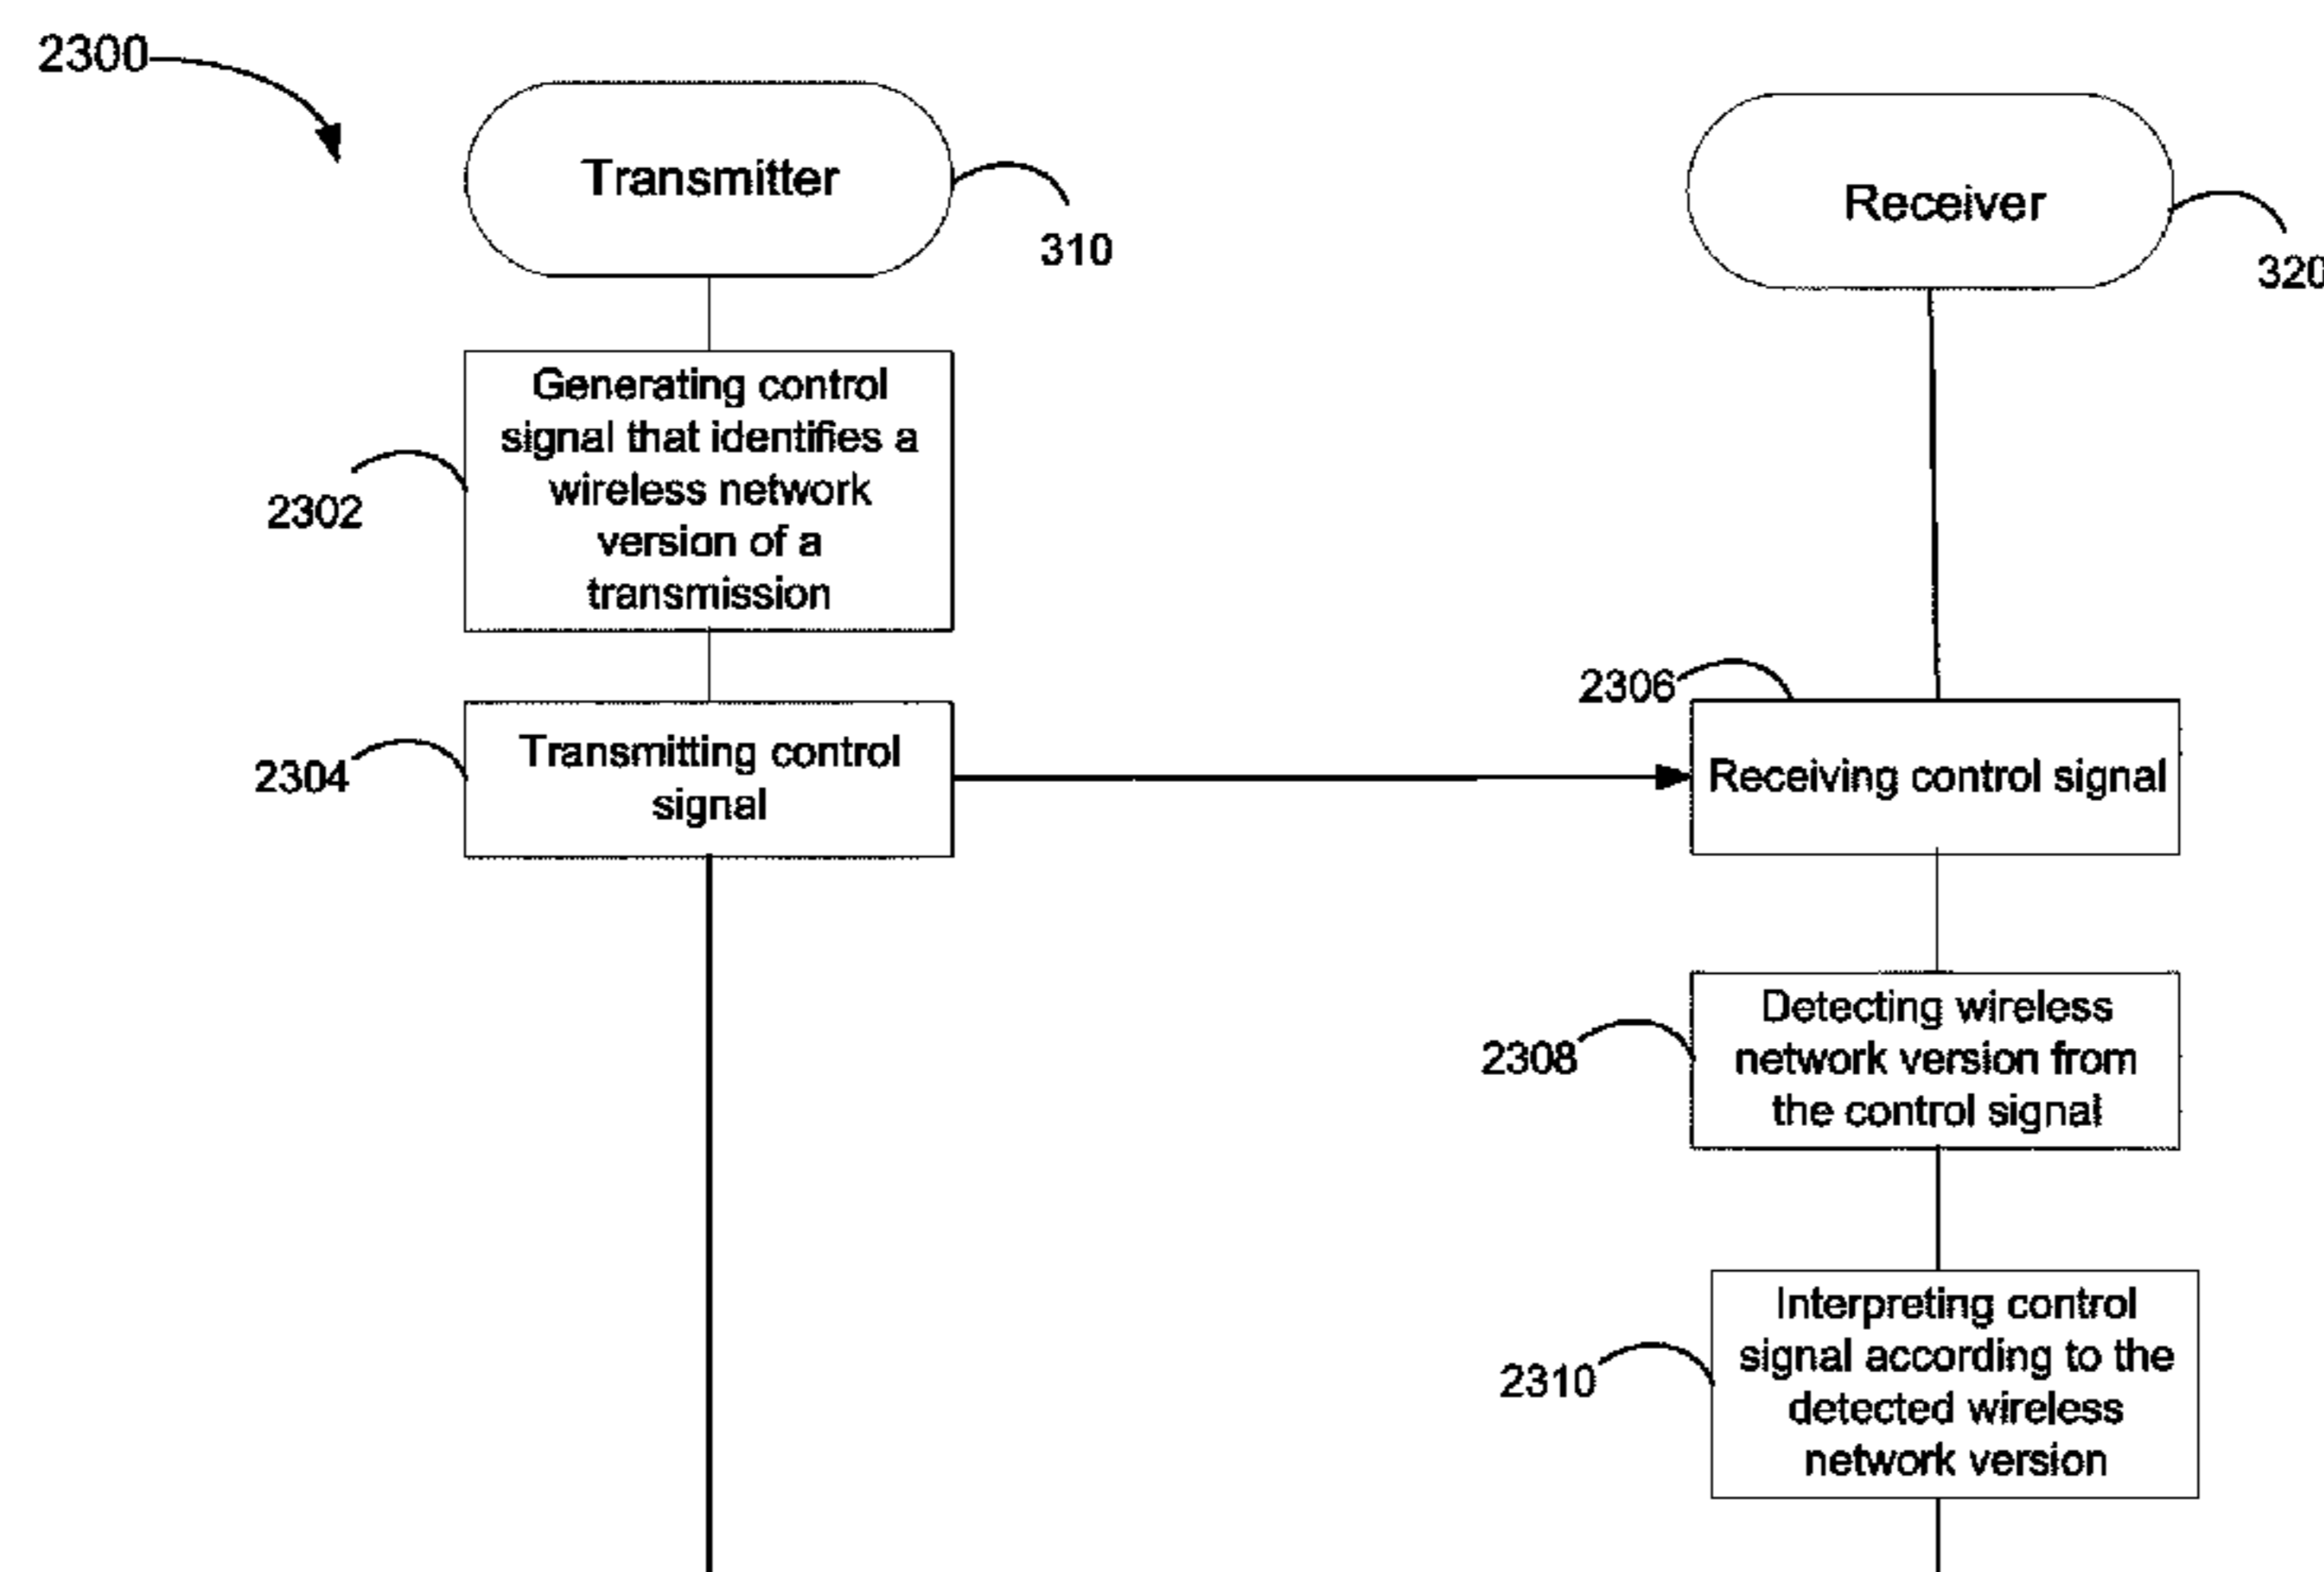 2300
Transmitter
310
Receiver
320
Generating control
signal that identifies a
wireless network
version of a
transmission
2302
2304
Transmitting control
signal
2306
Receiving control signal
2308
Detecting wireless
network version from
the control signal
2310
Interpreting control
signal according to the
detected wireless
network version